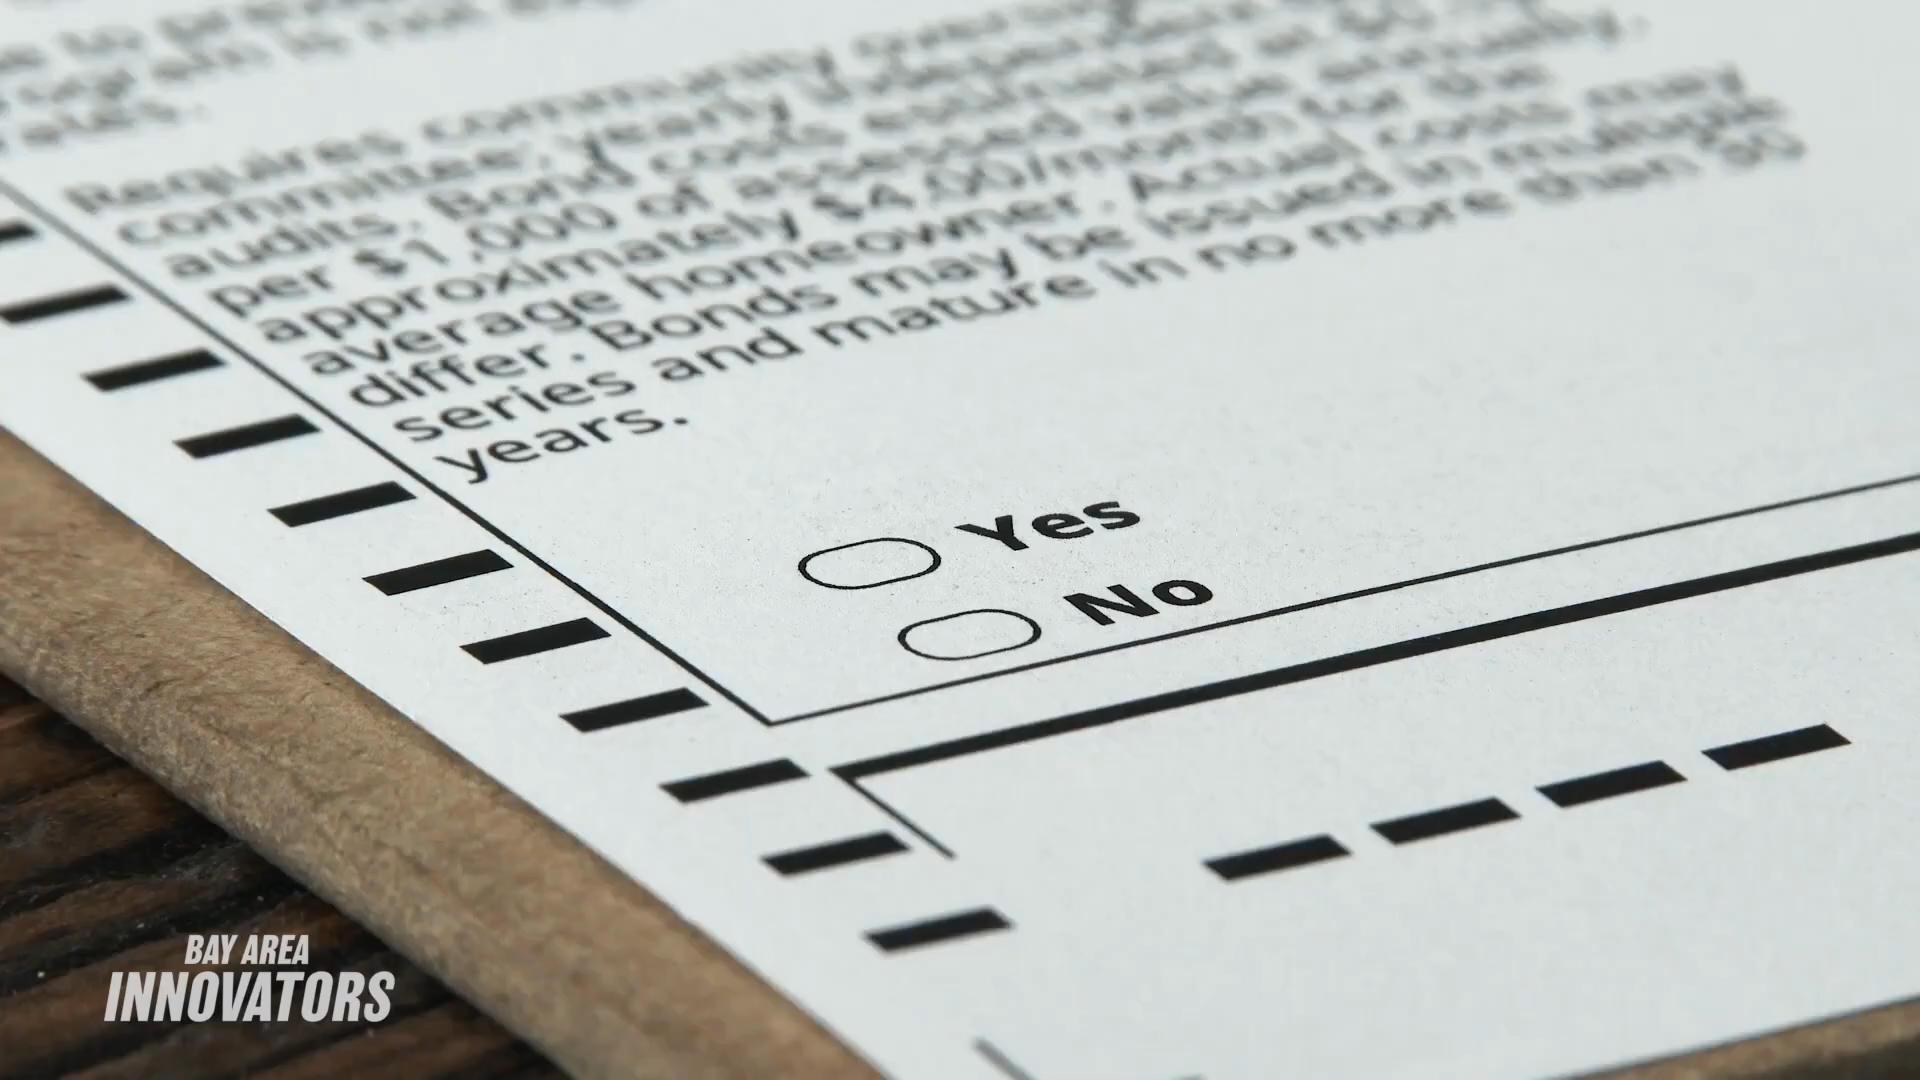 Requires community
committee, yearly
audits. Bond costs estimated at
per $1,000 of assessed value annually.
approximately $4.00/month for the
average homeowner. Actual costs may
differ. Bonds may be issued in multiple
series and mature in no more than 30
years.
Yes
No
BAY AREA
INNOVATORS